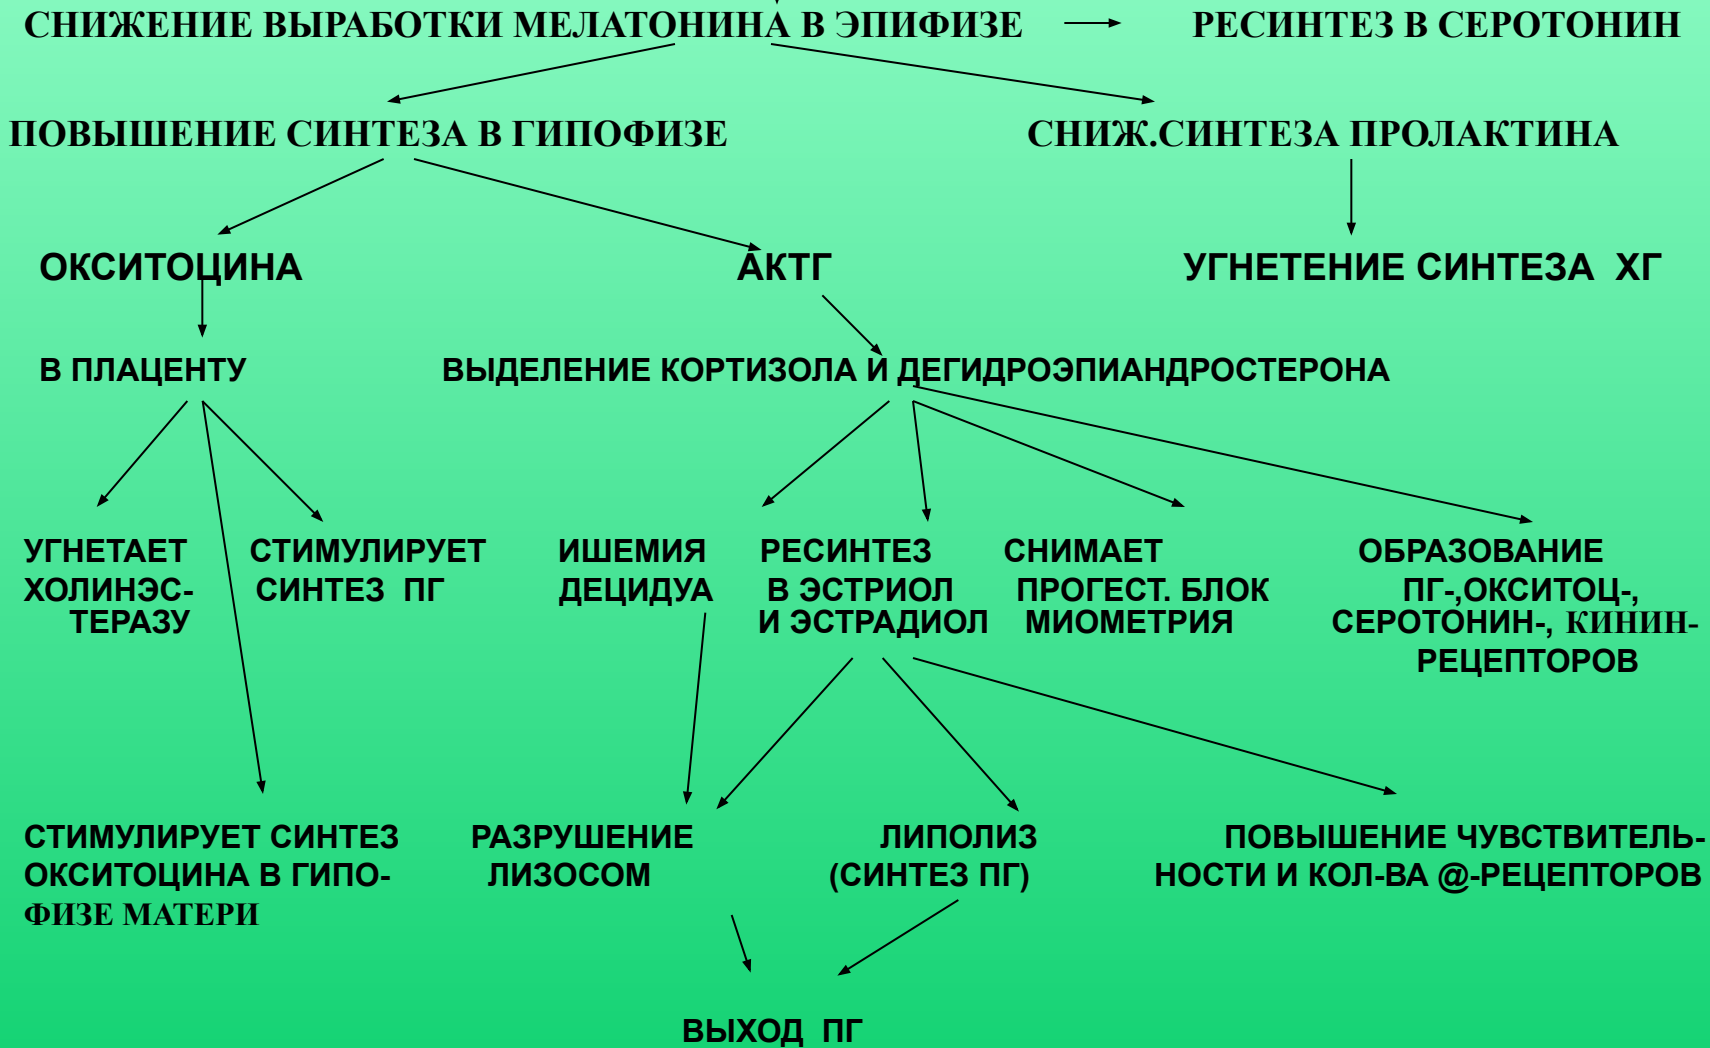 СНИЖЕНИЕ ВЫРАБОТКИ МЕЛАТОНИНА В ЭПИФИЗЕ
РЕСИНТЕЗ В СЕРОТОНИН
ПОВЫШЕНИЕ СИНТЕЗА В ГИПОФИЗЕ
СНИЖ.СИНТЕЗА ПРОЛАКТИНА
ОКСИТОЦИНА
АКТГ
УГНЕТЕНИЕ СИНТЕЗА ХГ
В ПЛАЦЕНТУ
ВЫДЕЛЕНИЕ КОРТИЗОЛА И ДЕГИДРОЭПИАНДРОСТЕРОНА
УГНЕТАЕТ
ХОЛИНЭС-
ТЕРАЗУ
СТИМУЛИРУЕТ
СИНТЕЗ ПГ
ИШЕМИЯ
ДЕЦИДУА
РЕСИНТЕЗ
В ЭСТРИОЛ
И ЭСТРАДИОЛ
СНИМАЕТ
ПРОГЕСТ. БЛОК
МИОМЕТРИЯ
ОБРАЗОВАНИЕ
ПГ-,ОКСИТОЦ-,
СЕРОТОНИН-, КИНИН-
РЕЦЕПТОРОВ
СТИМУЛИРУЕТ СИНТЕЗ
ОКСИТОЦИНА В ГИПО-
ФИЗЕ МАТЕРИ
РАЗРУШЕНИЕ
ЛИЗОСОМ
ЛИПОЛИЗ
(СИНТЕЗ ПГ)
ПОВЫШЕНИЕ ЧУВСТВИТЕЛЬ-
НОСТИ И КОЛ-ВА @-РЕЦЕПТОРОВ
ВЫХОД ПГ